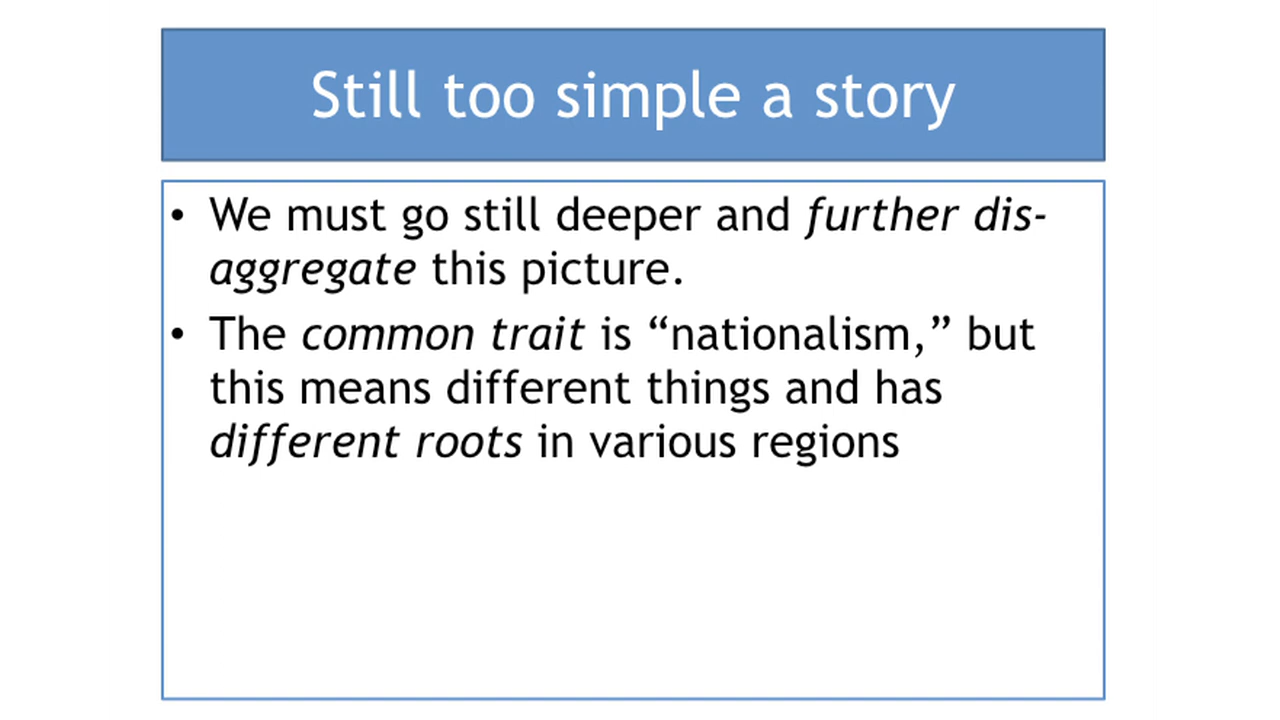 Still too simple a story
• We must go still deeper and further dis-
aggregate this picture.
• The common trait is “nationalism,” but
this means different things and has
different roots in various regions